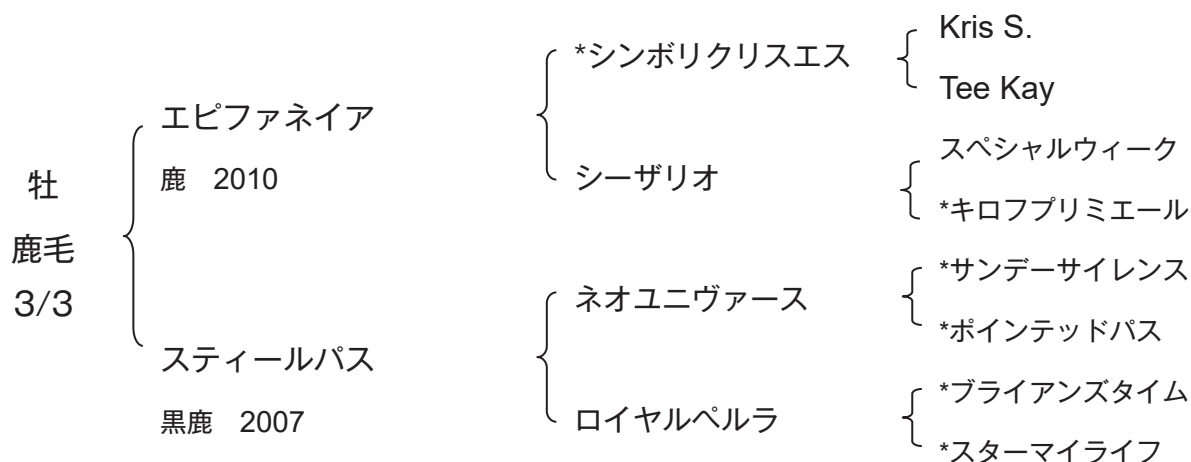 牡
鹿毛
3/3
エピファネイア
鹿 2010
スティールパス
黒鹿 2007
*シンボリクリスエス
シーザリオ
ネオユニヴァース
ロイヤルペルラ
Kris S.
Tee Kay
スペシャルウィーク
*キロフプリミエール
*サンデーサイレンス
*ポインテッドパス
*ブライアンズタイム
*スターマイライフ